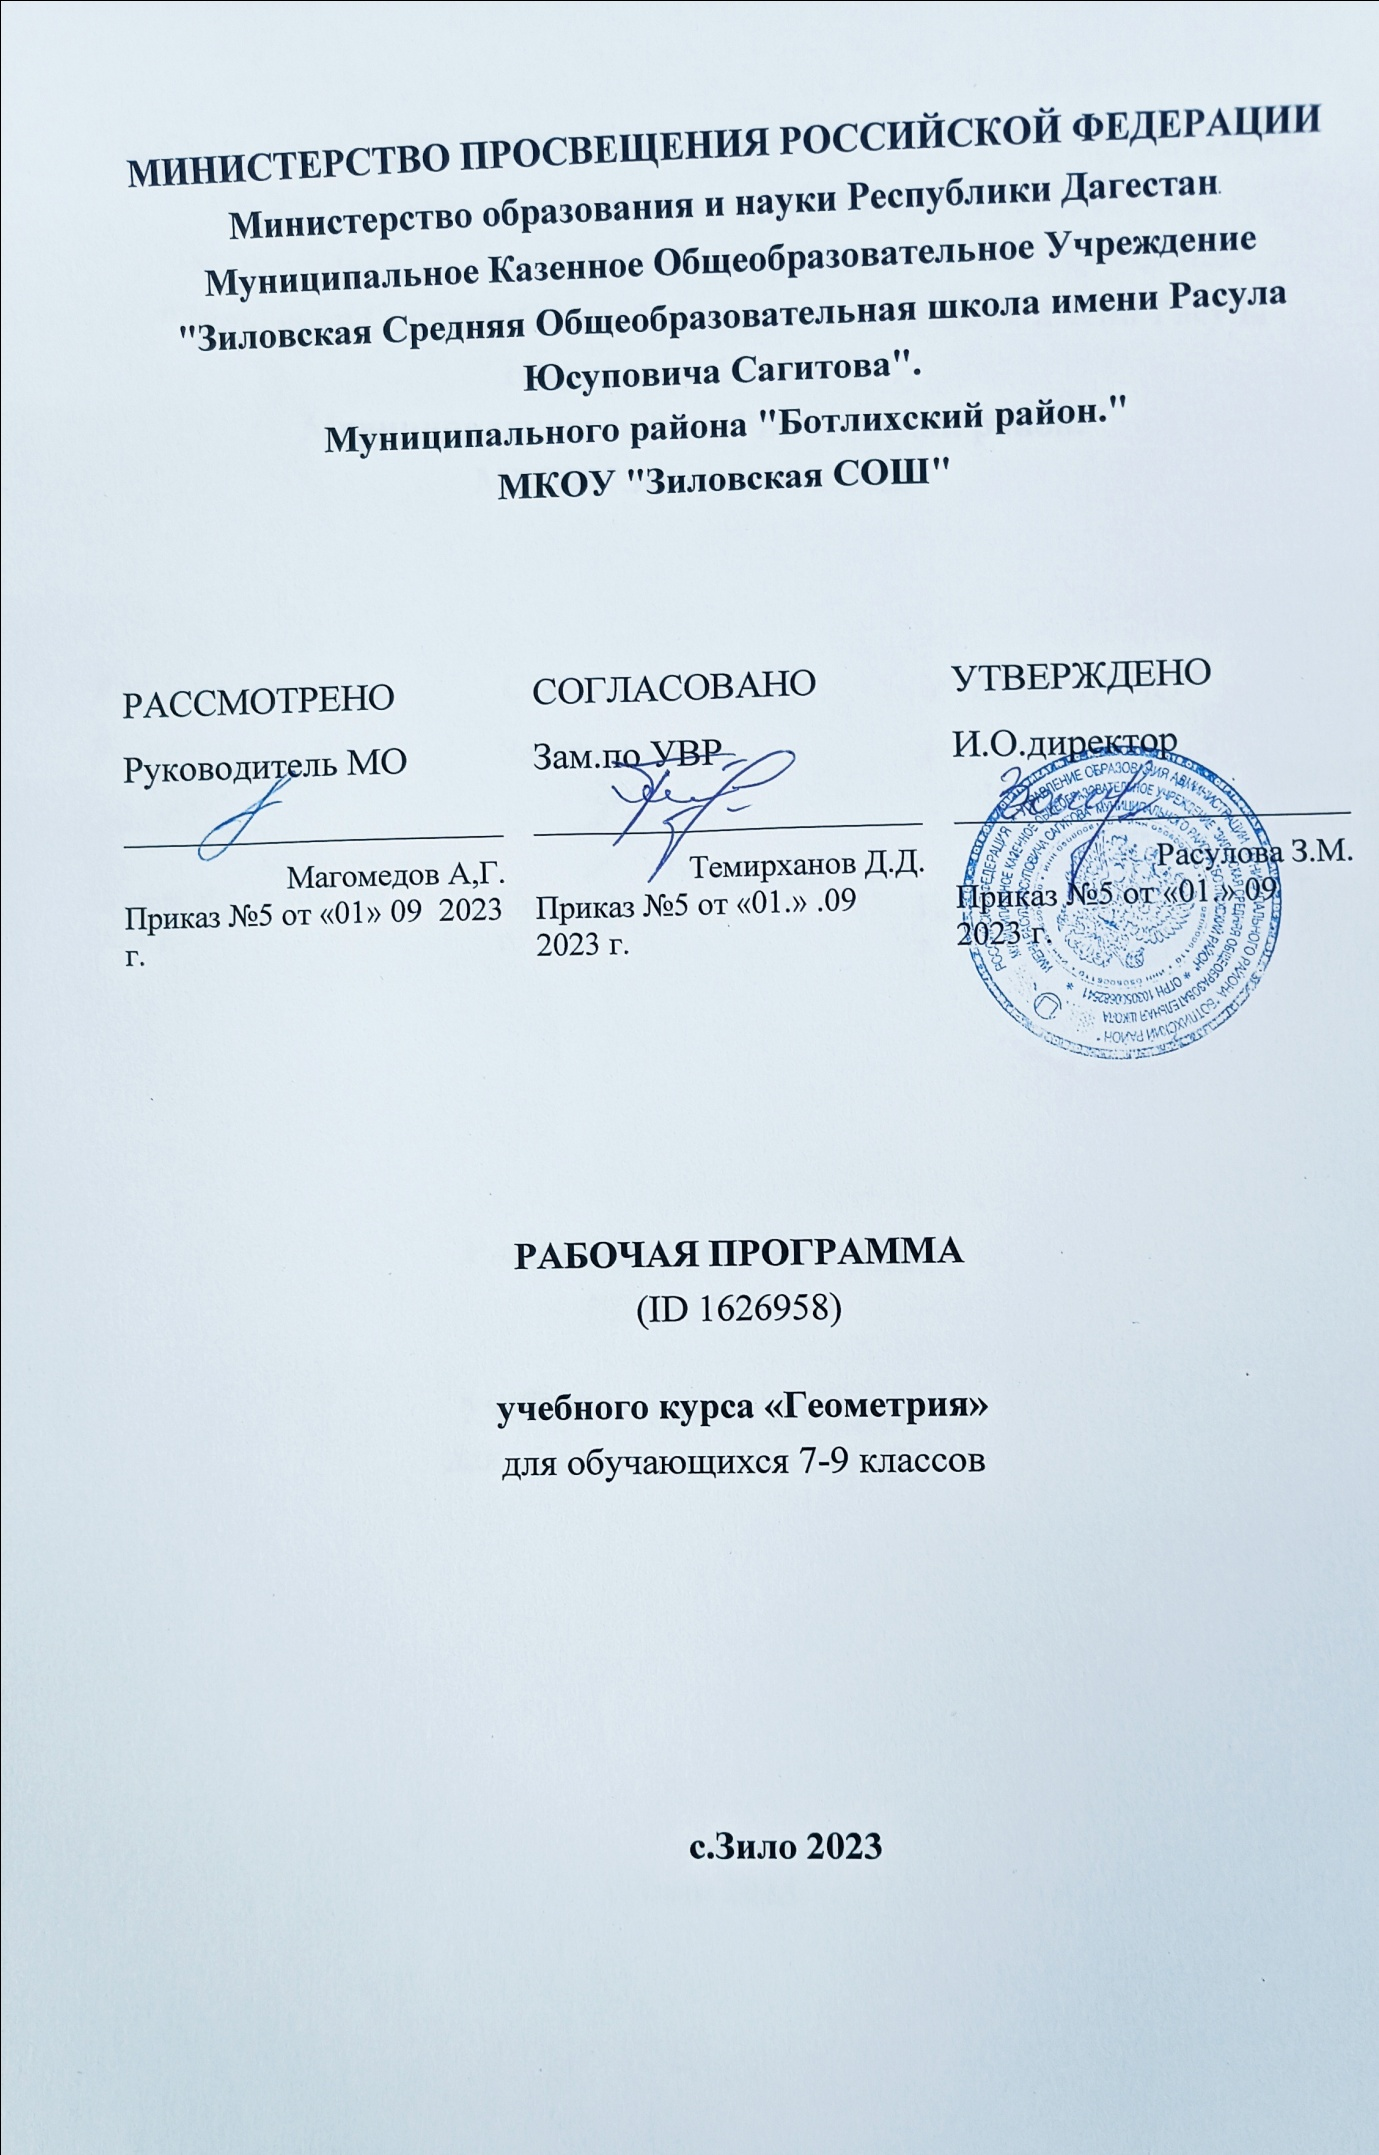 МИНИСТЕРСТВО ПРОСВЕЩЕНИЯ РОССИЙСКОЙ ФЕДЕРАЦИИ
Министерство образования и науки Республики Дагестан.
Муниципальное Казенное Общеобразовательное Учреждение
"Зиловская Средняя Общеобразовательная школа имени Расула
Юсуповича Сагитова".
Муниципального района "Ботлихский район."
МКОУ "Зиловская СОШ"
РАССМОТРЕНО
Руководитель МО
Магомедов А,Г.
Приказ №5 от «01» 09 2023
г.
СОГЛАСОВАНО
Зам.по УВР
Темирханов Д.Д.
Приказ №5 от «01.» .09
2023 г.
УТВЕРЖДЕНО
И.О.директор
Расулова З.М.
Приказ №5 от «01.» 09
2023 г.
РАБОЧАЯ ПРОГРАММА
(ID 1626958)
учебного курса «Геометрия»
для обучающихся 7-9 классов
с.Зило 2023